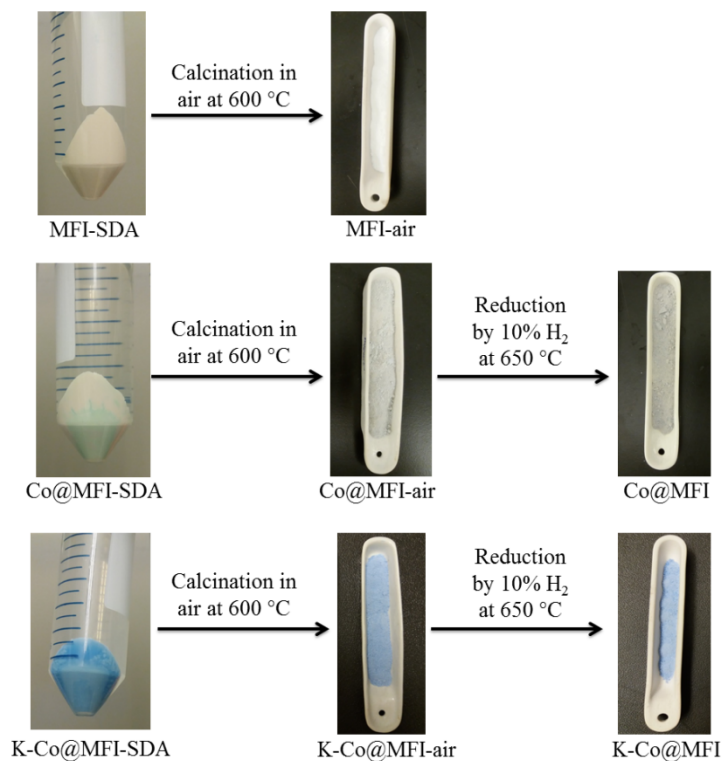 Calcination in
air at 600 °C
MFI-SDA
MFI-air
Calcination in
air at 600 °C
Reduction
by 10% H₂
at 650 °C
Co@MFI-SDA
Co@MFI-air
Co@MFI
Calcination in
air at 600 °C
Reduction
by 10% H₂
at 650 °C
K-Co@MFI-SDA
K-Co@MFI-air
K-Co@MFI